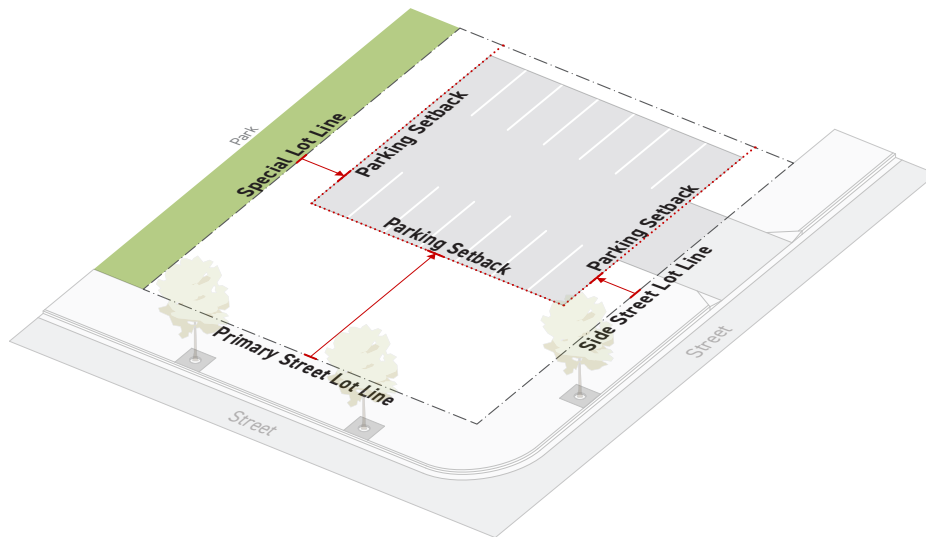 Park
Special Lot Line
Parking Setback
Parking Setback
Parking Setback
Side Street Lot Line
Primary Street Lot Line
Street
Street